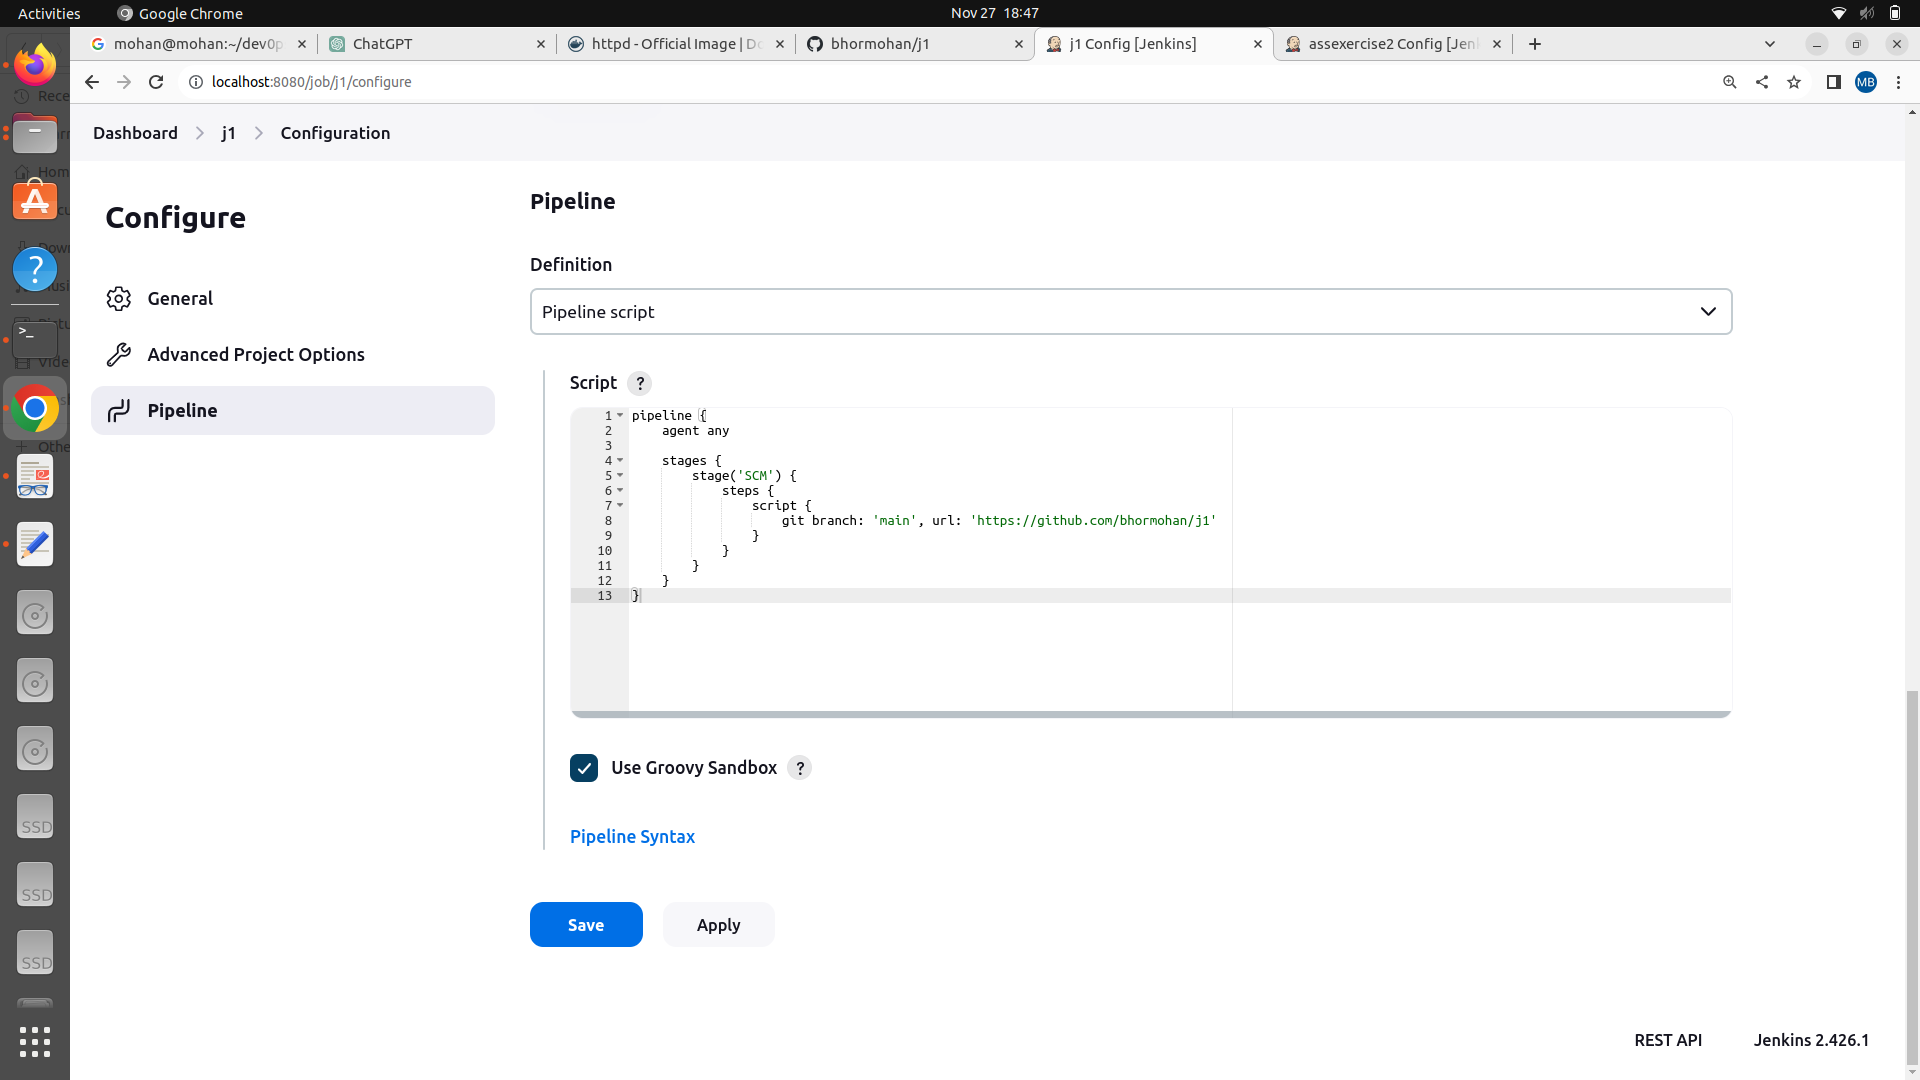 Activities
Google Chrome
Nov 27 18:47
mohan@mohan:~/dev0p
ChatGPT
httpd - Official Image | Do
bhormohan/j1
j1 Config [Jenkins]
assexercise2 Config [Jen
localhost:8080/job/j1/configure
MB
Dashboard
j1
Configuration
Configure
General
Advanced Project Options
Pipeline
Pipeline
Definition
Pipeline script
Script ?
1 pipeline {
2     agent any
3
4     stages {
5         stage('SCM') {
6             steps {
7                 script {
8                     git branch: 'main', url: 'https://github.com/bhormohan/j1'
9                 }
10             }
11         }
12     }
13 }
Use Groovy Sandbox ?
Pipeline Syntax
Save
Apply
REST API
Jenkins 2.426.1
SSD
SSD
SSD